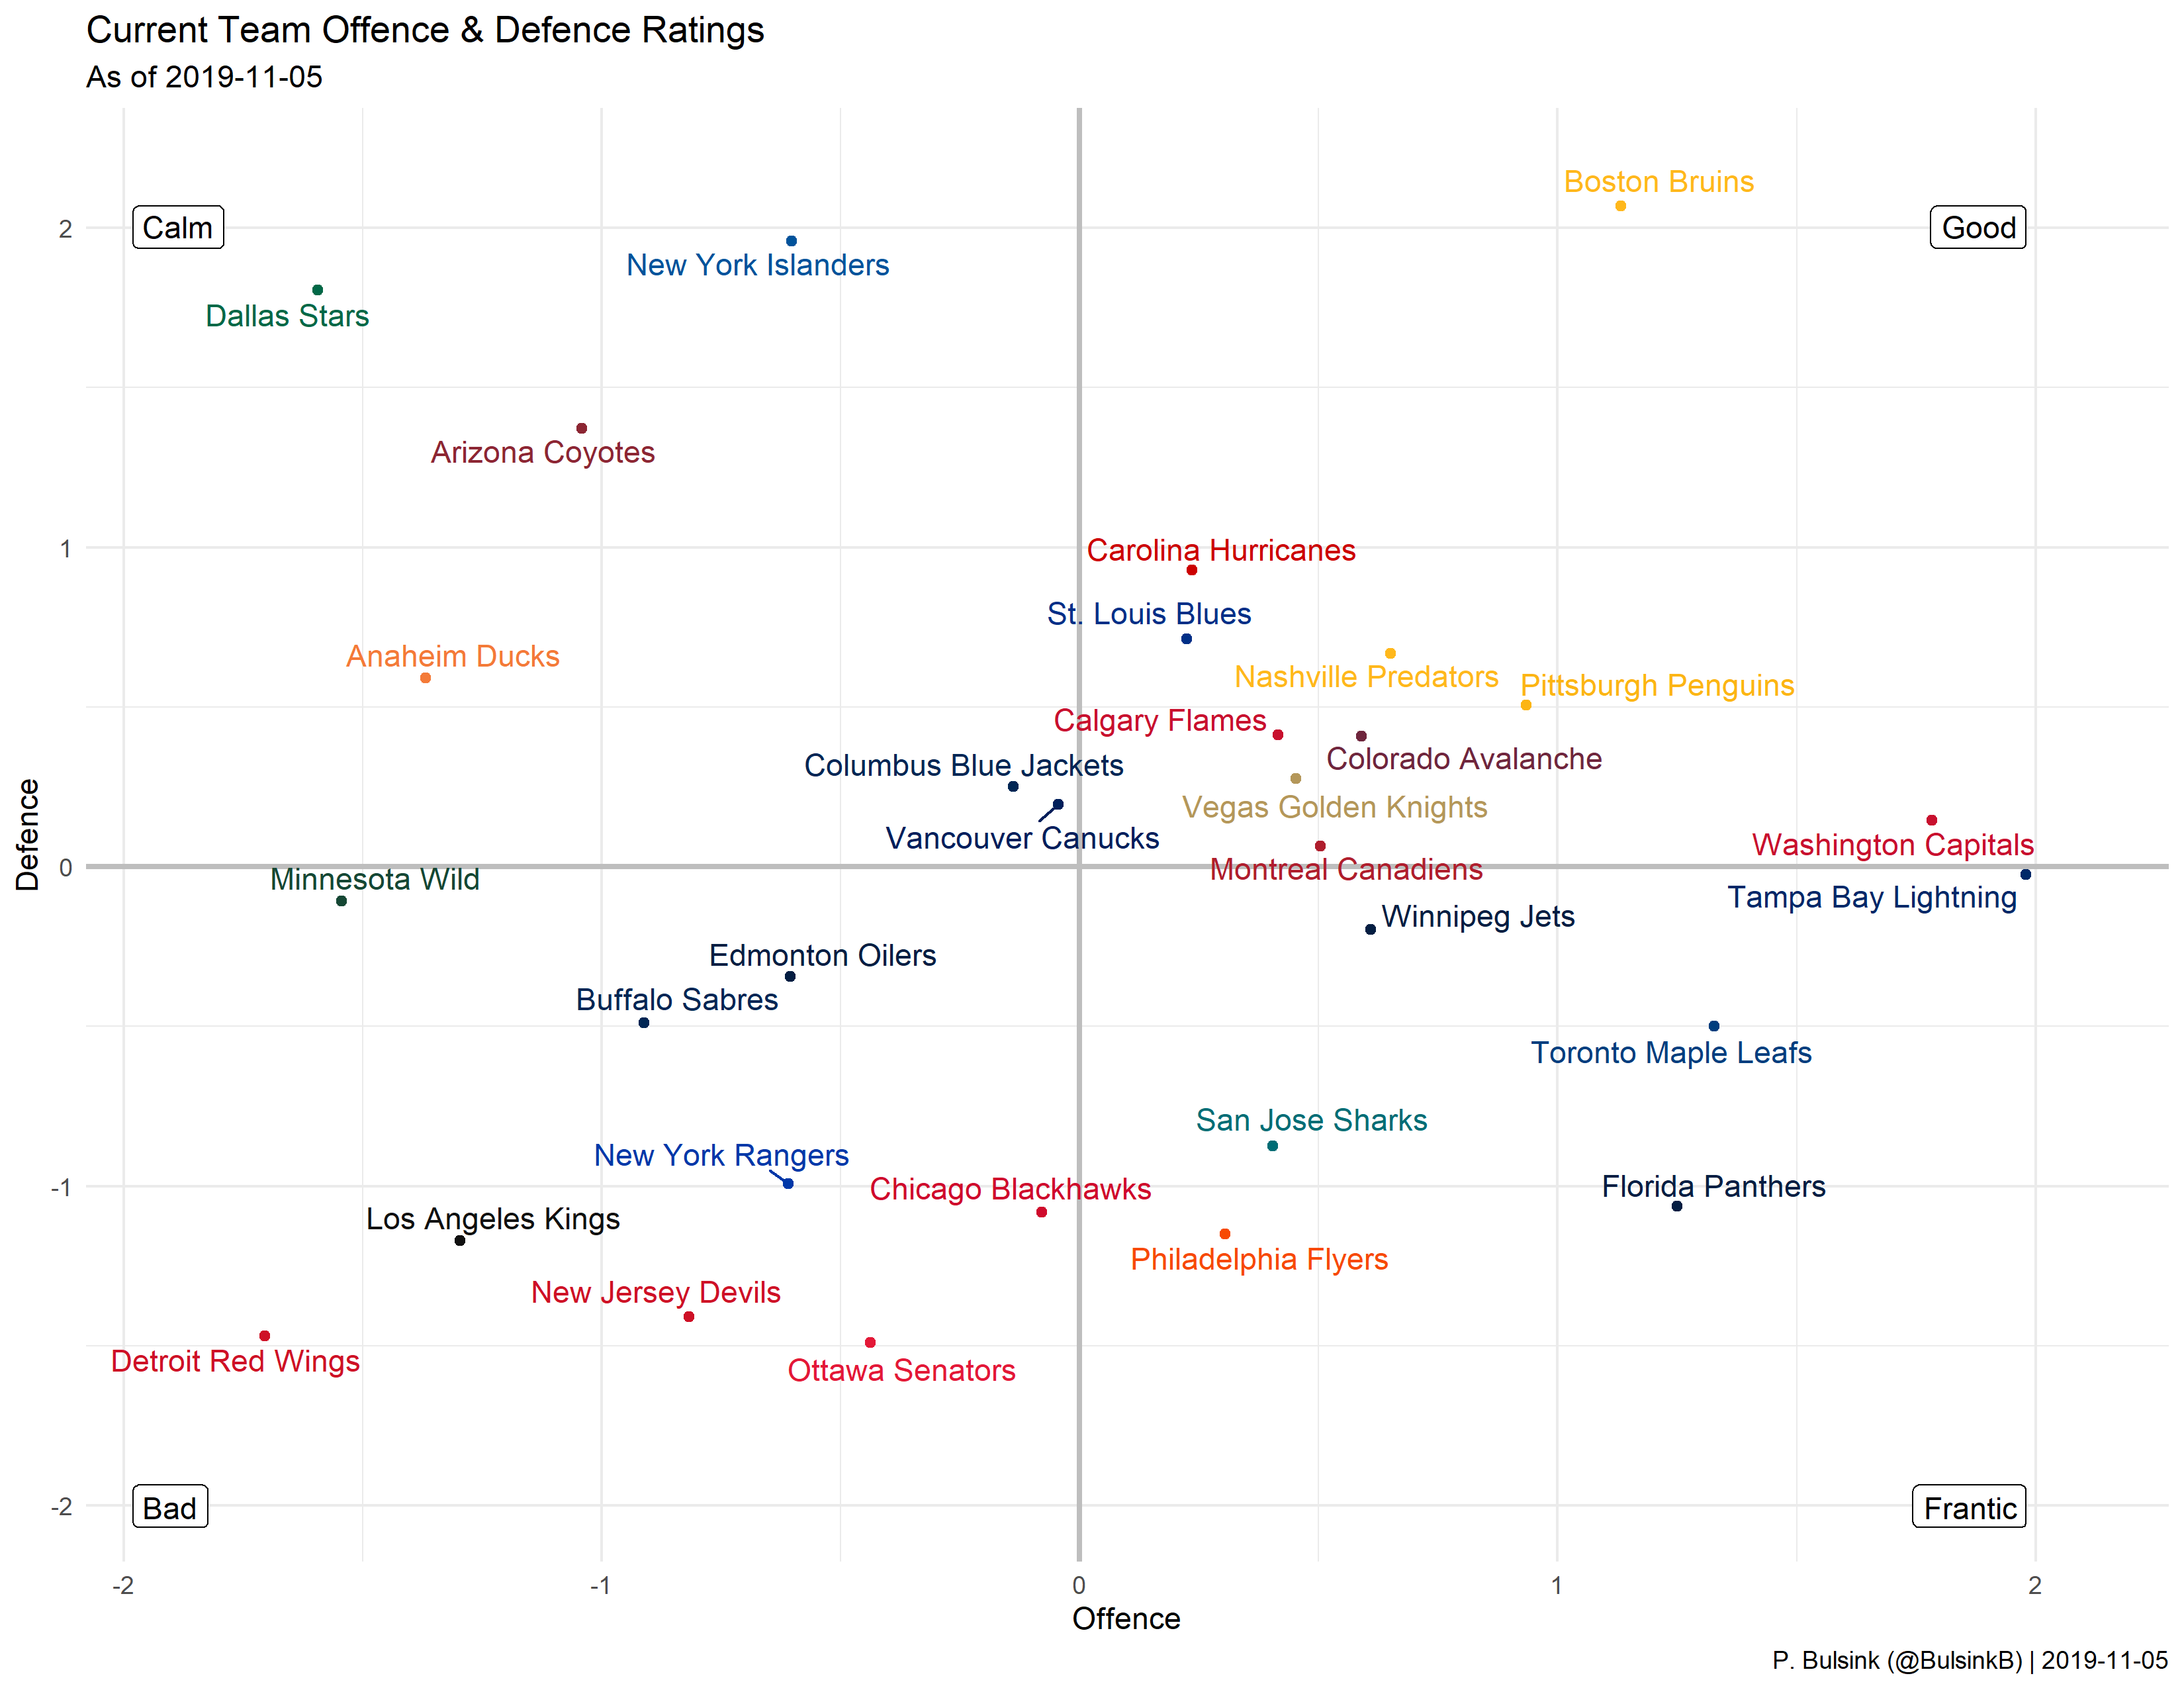 Current Team Offence & Defence Ratings
As of 2019-11-05
Boston Bruins
Calm
Good
2
New York Islanders
Dallas Stars
Arizona Coyotes
Carolina Hurricanes
1
St. Louis Blues
Anaheim Ducks
Nashville Predators
Pittsburgh Penguins
Calgary Flames
Colorado Avalanche
Columbus Blue Jackets
Vegas Golden Knights
Vancouver Canucks
Washington Capitals
Defence
0
Montreal Canadiens
Minnesota Wild
Tampa Bay Lightning
Winnipeg Jets
Edmonton Oilers
Buffalo Sabres
Toronto Maple Leafs
San Jose Sharks
New York Rangers
-1
Chicago Blackhawks
Florida Panthers
Los Angeles Kings
Philadelphia Flyers
New Jersey Devils
Detroit Red Wings
Ottawa Senators
-2
Bad
Frantic
-2 -1 0 1 2
Offence
P. Bulsink (@BulsinkB) | 2019-11-05